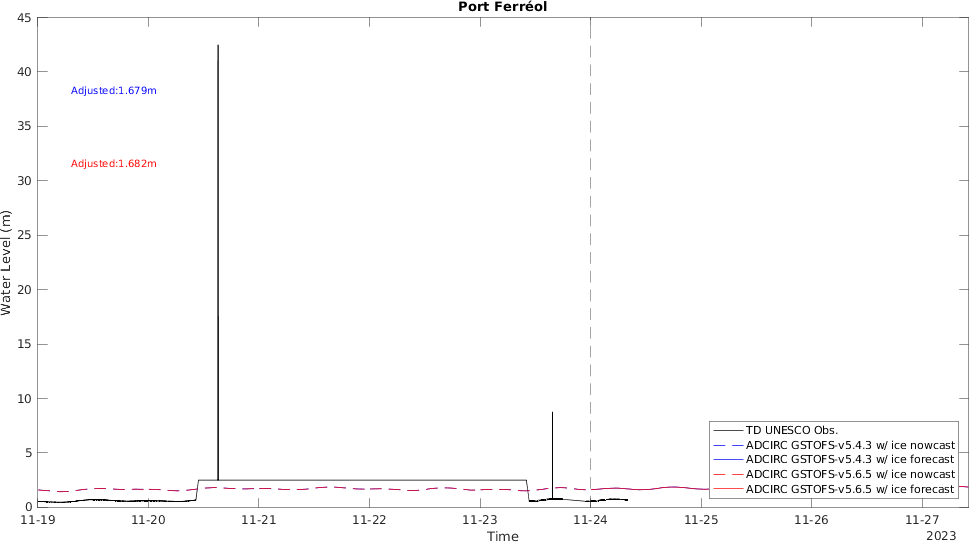 Port Ferréol
45
40
35
30
25
20
15
10
5
0
Water Level (m)
Adjusted:1.679m
Adjusted:1.682m
TD UNESCO Obs.
ADCIRC GSTOFS-v5.4.3 w/ ice nowcast
ADCIRC GSTOFS-v5.4.3 w/ ice forecast
ADCIRC GSTOFS-v5.6.5 w/ ice nowcast
ADCIRC GSTOFS-v5.6.5 w/ ice forecast
11-19 11-20 11-21 11-22 11-23 11-24 11-25 11-26 11-27
2023
Time